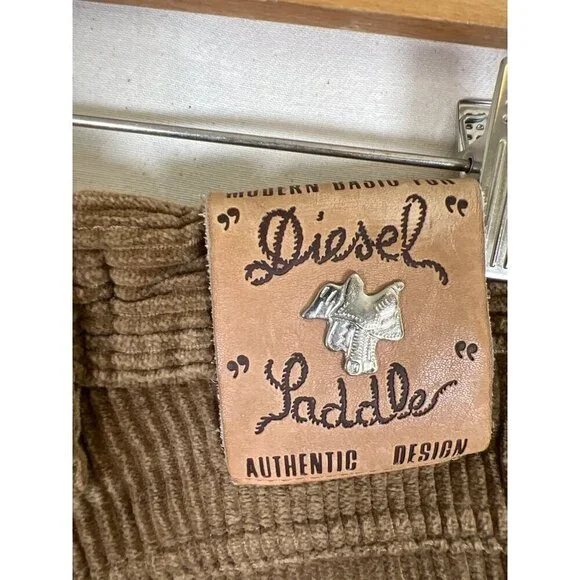 MODERN BASIC FOR
"Diesel"
"Saddle"
AUTHENTIC DESIGN